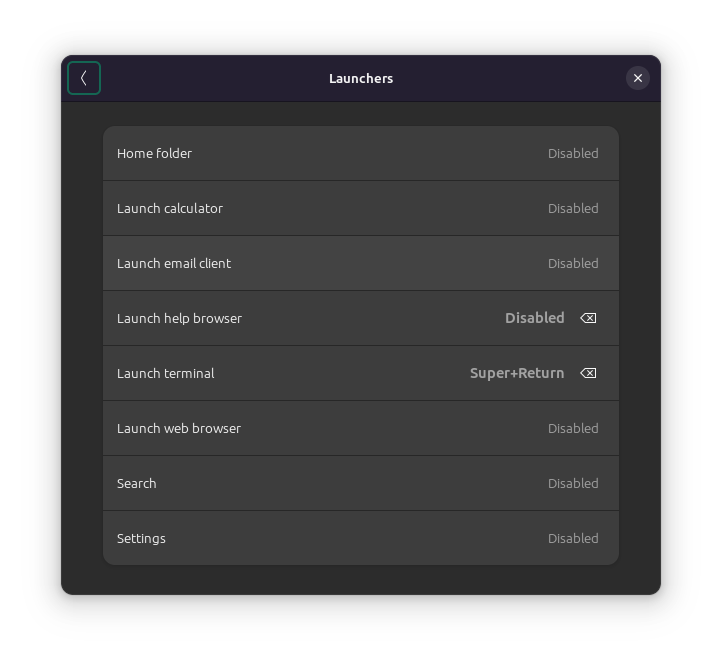 Launchers
Home folder Disabled
Launch calculator Disabled
Launch email client Disabled
Launch help browser Disabled
Launch terminal Super+Return
Launch web browser Disabled
Search Disabled
Settings Disabled